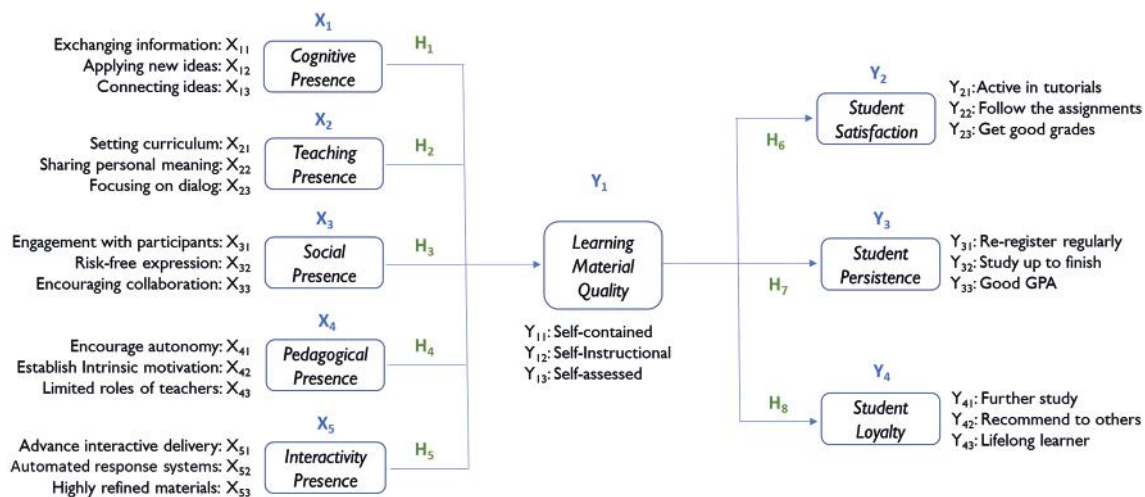 X₁
Exchanging information: X₁₁
Applying new ideas: X₁₂
Connecting ideas: X₁₃
Cognitive
Presence
H₁
X₂
Setting curriculum: X₂₁
Sharing personal meaning: X₂₂
Focusing on dialog: X₂₃
Teaching
Presence
H₂
X₃
Engagement with participants: X₃₁
Risk-free expression: X₃₂
Encouraging collaboration: X₃₃
Social
Presence
H₃
X₄
Encourage autonomy: X₄₁
Establish Intrinsic motivation: X₄₂
Limited roles of teachers: X₄₃
Pedagogical
Presence
H₄
X₅
Advance interactive delivery: X₅₁
Automated response systems: X₅₂
Highly refined materials: X₅₃
Interactivity
Presence
H₅
Y₁
Learning
Material
Quality
Y₁₁: Self-contained
Y₁₂: Self-Instructional
Y₁₃: Self-assessed
H₆
Y₂
Student
Satisfaction
Y₂₁: Active in tutorials
Y₂₂: Follow the assignments
Y₂₃: Get good grades
H₇
Y₃
Student
Persistence
Y₃₁: Re-register regularly
Y₃₂: Study up to finish
Y₃₃: Good GPA
H₈
Y₄
Student
Loyalty
Y₄₁: Further study
Y₄₂: Recommend to others
Y₄₃: Lifelong learner